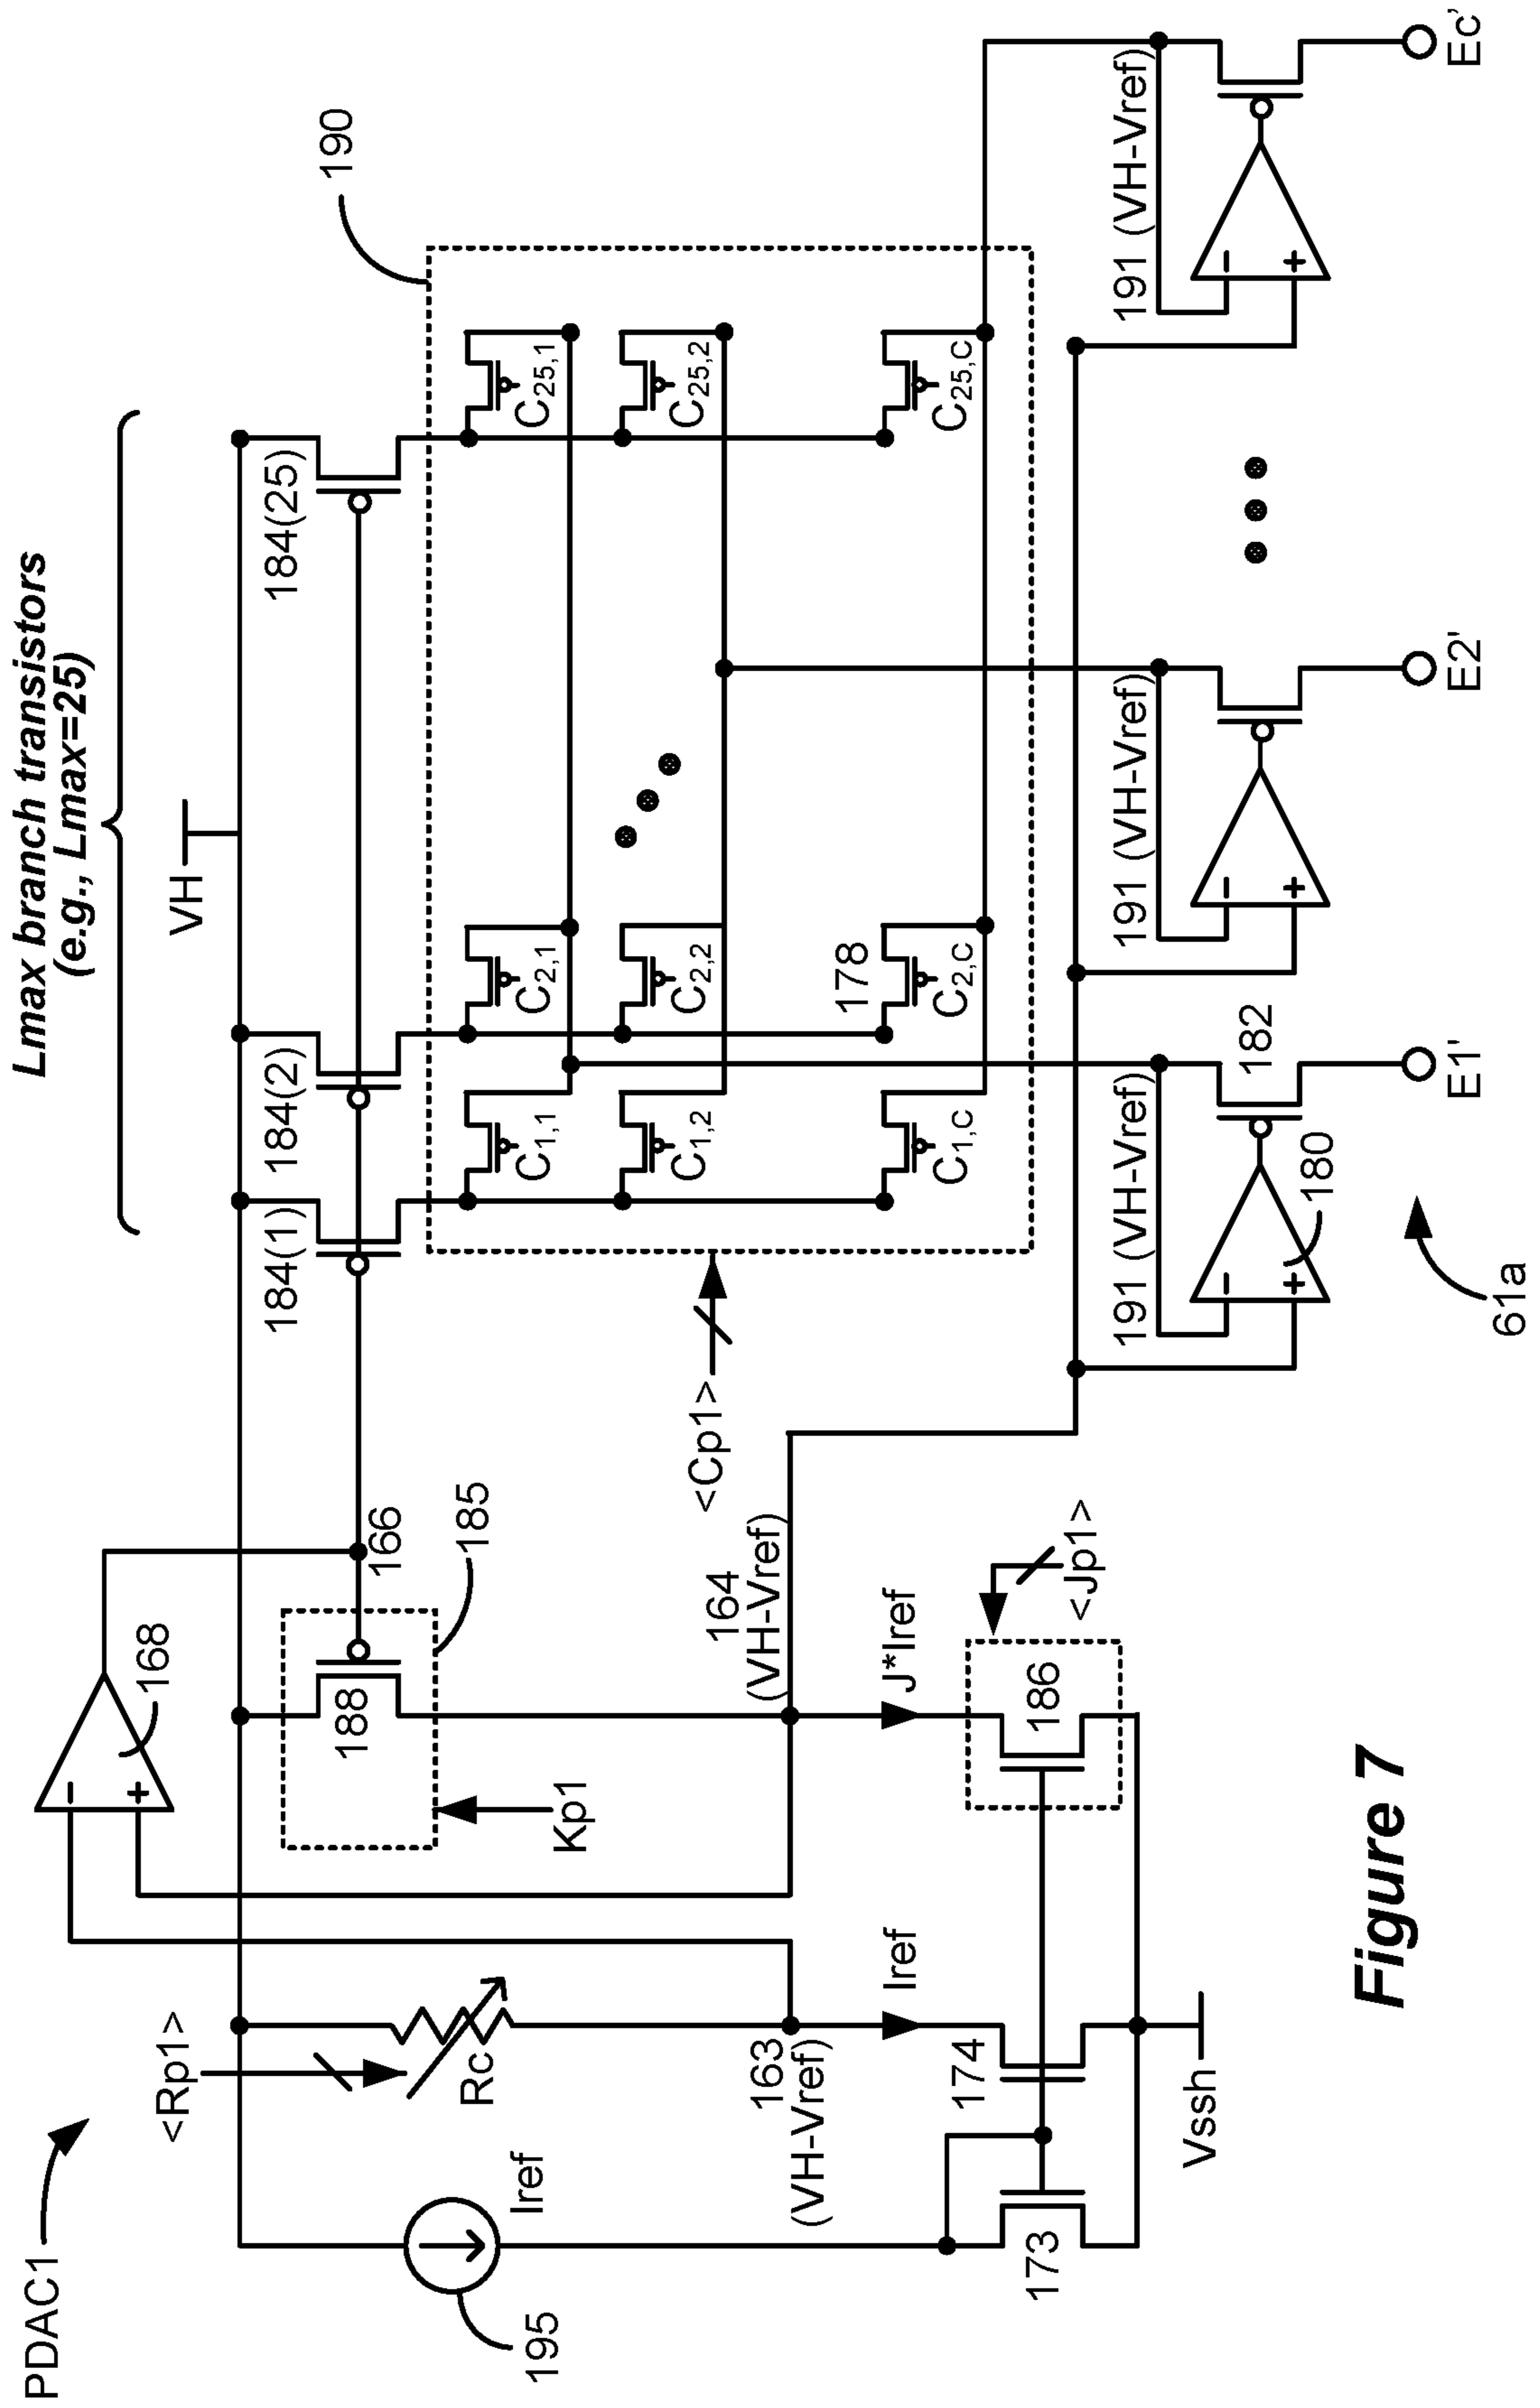 Lmax branch transistors
(e.g., Lmax=25)
PDAC1
VH
190
168
184(1)
184(2)
184(25)
<Rp1>
Rc
188
185
166
Kp1
Iref
195
C1,1
C2,1
C25,1
C1,2
C2,2
C25,2
178
C1,C
C2,C
C25,C
<Cp1>
163
(VH-Vref)
164
(VH-Vref)
Iref
J*Iref
173
174
186
<Jp1>
Vssh
191 (VH-Vref)
191 (VH-Vref)
191 (VH-Vref)
- + - + - + - +
182
180
E1'
E2'
Ec'
61a
Figure 7